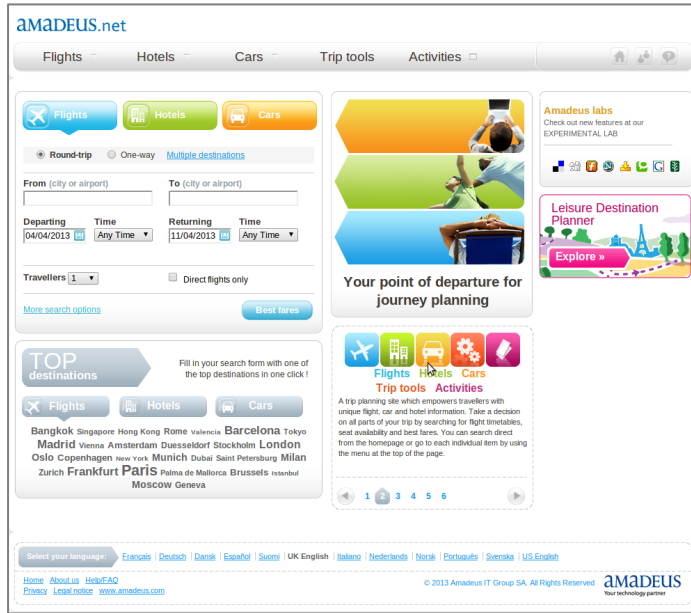 amadeus.net
Flights Hotels Cars Trip tools Activities
Flights Hotels Cars
Round-trip One-way Multiple destinations
From (city or airport) To (city or airport)
Departing Time Returning Time
04/04/2013 Any Time 11/04/2013 Any Time
Travellers 1 Direct flights only
More search options Best fares
TOP
destinations
Fill in your search form with one of
the top destinations in one click !
Flights Hotels Cars
Bangkok Singapore Hong Kong Rome Valencia Barcelona Tokyo
Madrid Vienna Amsterdam Duesseldorf Stockholm London
Oslo Copenhagen New York Munich Dubai Saint Petersburg Milan
Zurich Frankfurt Paris Palma de Mallorca Brussels Istanbul
Moscow Geneva
Your point of departure for
journey planning
Flights Hotels Cars
Trip tools Activities
A trip planning site which empowers travellers with
unique flight, car and hotel information. Take a decision
on all parts of your trip by searching for flight timetables,
seat availability and best fares. You can search direct
from the homepage or go to each individual item by using
the menu at the top of the page.
1 2 3 4 5 6
Amadeus labs
Check out new features at our
EXPERIMENTAL LAB
Leisure Destination
Planner
Explore »
Select your language: Français Deutsch Dansk Español Suomi UK English Italiano Nederlands Norsk Português Svenska US English
Home About us Help/FAQ
Privacy Legal notice www.amadeus.com
© 2013 Amadeus IT Group SA. All Rights Reserved
amadeus
Your technology partner